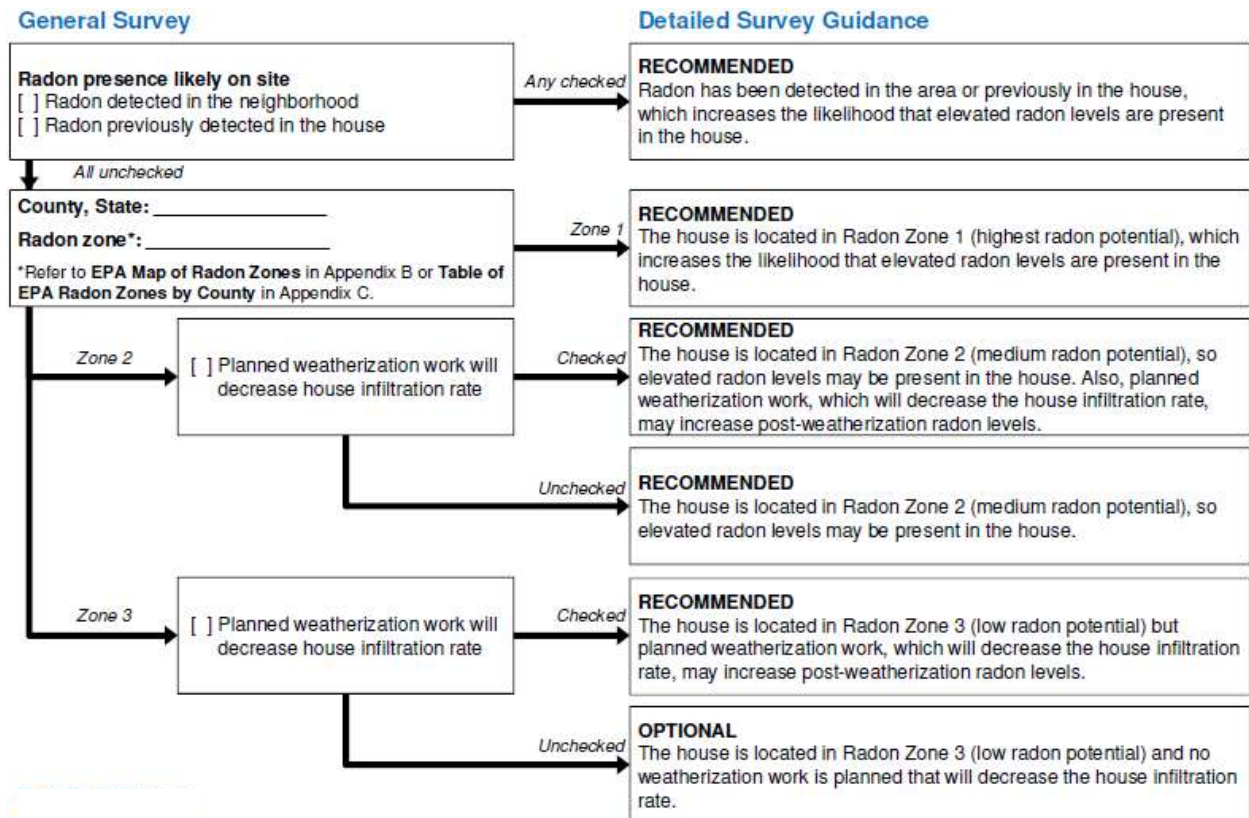 General Survey
Detailed Survey Guidance
Radon presence likely on site
[ ] Radon detected in the neighborhood
[ ] Radon previously detected in the house
Any checked
RECOMMENDED
Radon has been detected in the area or previously in the house,
which increases the likelihood that elevated radon levels are present
in the house.
All unchecked
County, State: _______________
Radon zone*: ________________
*Refer to EPA Map of Radon Zones in Appendix B or Table of
EPA Radon Zones by County in Appendix C.
Zone 1
RECOMMENDED
The house is located in Radon Zone 1 (highest radon potential), which
increases the likelihood that elevated radon levels are present in the
house.
Zone 2
[ ] Planned weatherization work will
decrease house infiltration rate
Checked
RECOMMENDED
The house is located in Radon Zone 2 (medium radon potential), so
elevated radon levels may be present in the house. Also, planned
weatherization work, which will decrease the house infiltration rate,
may increase post-weatherization radon levels.
Unchecked
RECOMMENDED
The house is located in Radon Zone 2 (medium radon potential), so
elevated radon levels may be present in the house.
Zone 3
[ ] Planned weatherization work will
decrease house infiltration rate
Checked
RECOMMENDED
The house is located in Radon Zone 3 (low radon potential) but
planned weatherization work, which will decrease the house infiltration
rate, may increase post-weatherization radon levels.
Unchecked
OPTIONAL
The house is located in Radon Zone 3 (low radon potential) and no
weatherization work is planned that will decrease the house infiltration
rate.